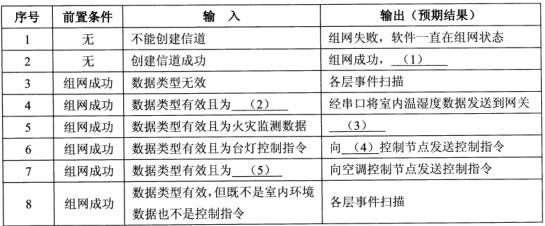 序号 前置条件 输 入 输出（预期结果）
1 无 不能创建信道 组网失败，软件一直在组网状态
2 无 创建信道成功 组网成功，（1）
3 组网成功 数据类型无效 各层事件扫描
4 组网成功 数据类型有效且为（2） 经串口将室内温湿度数据发送到网关
5 组网成功 数据类型有效且为火灾监测数据 （3）
6 组网成功 数据类型有效且为台灯控制指令 向（4）控制节点发送控制指令
7 组网成功 数据类型有效且为（5） 向空调控制节点发送控制指令
8 组网成功 数据类型有效，但既不是室内环境 各层事件扫描
数据也不是控制指令